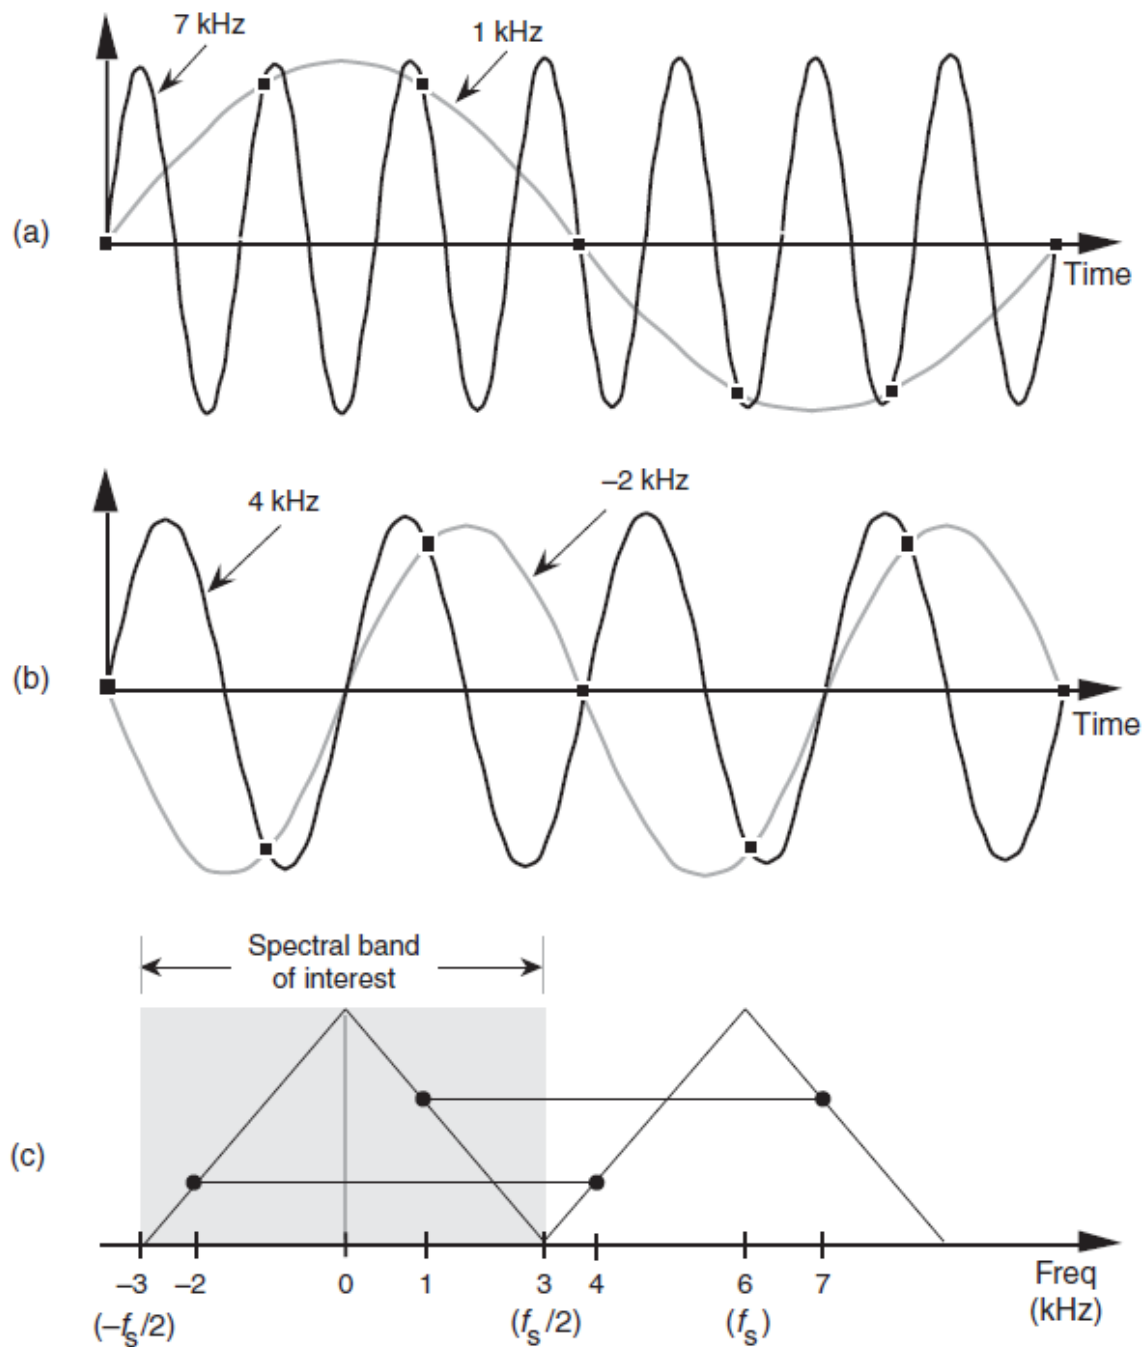 7 kHz
1 kHz
(a)
Time
4 kHz
–2 kHz
(b)
Time
Spectral band
of interest
(c)
–3 –2 0 1 3 4 6 7 Freq
(–fs/2) (fs/2) (fs) (kHz)